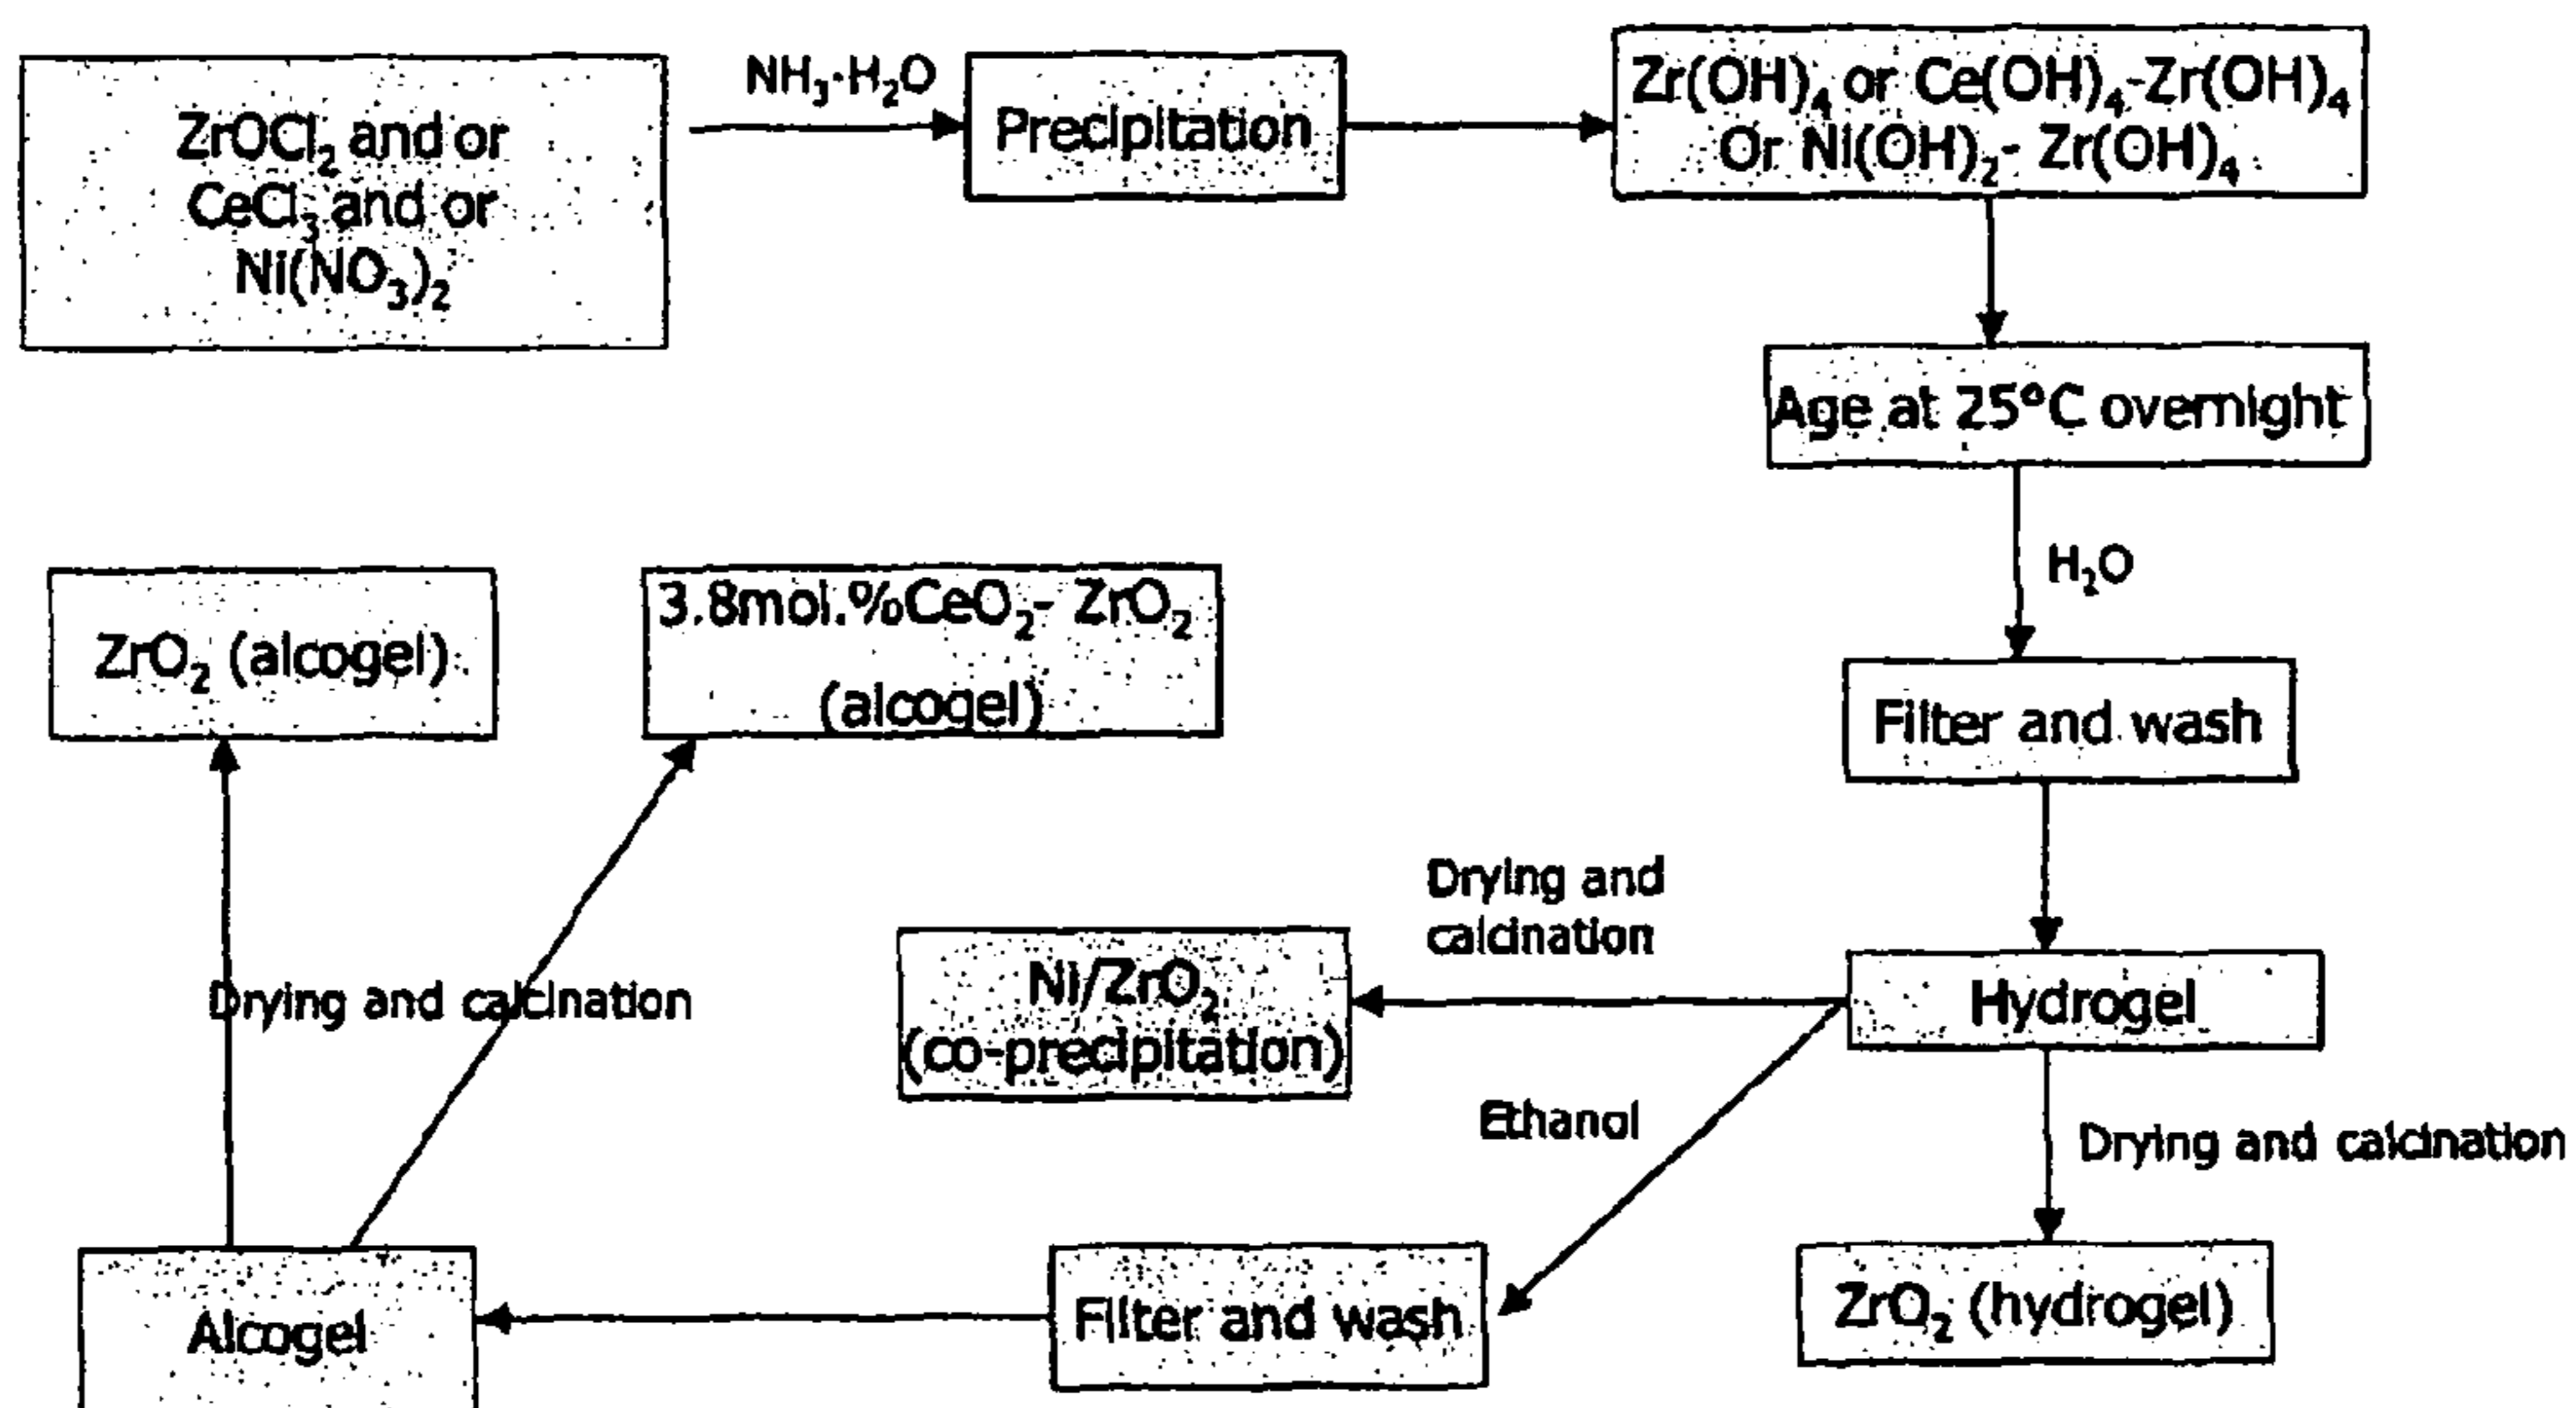 ZrOCl₂ and or
CeCl₃ and or
Ni(NO₃)₂
NH₃·H₂O
Precipitation
Zr(OH)₄ or Ce(OH)₄-Zr(OH)₄
Or Ni(OH)₂- Zr(OH)₄
Age at 25°C overnight
H₂O
Filter and wash
Hydrogel
Drying and
calcination
Ni/ZrO₂
(co-precipitation)
Drying and calcination
ZrO₂ (hydrogel)
Ethanol
Filter and wash
Alcogel
Drying and calcination
ZrO₂ (alcogel)
3.8mol.%CeO₂- ZrO₂
(alcogel)